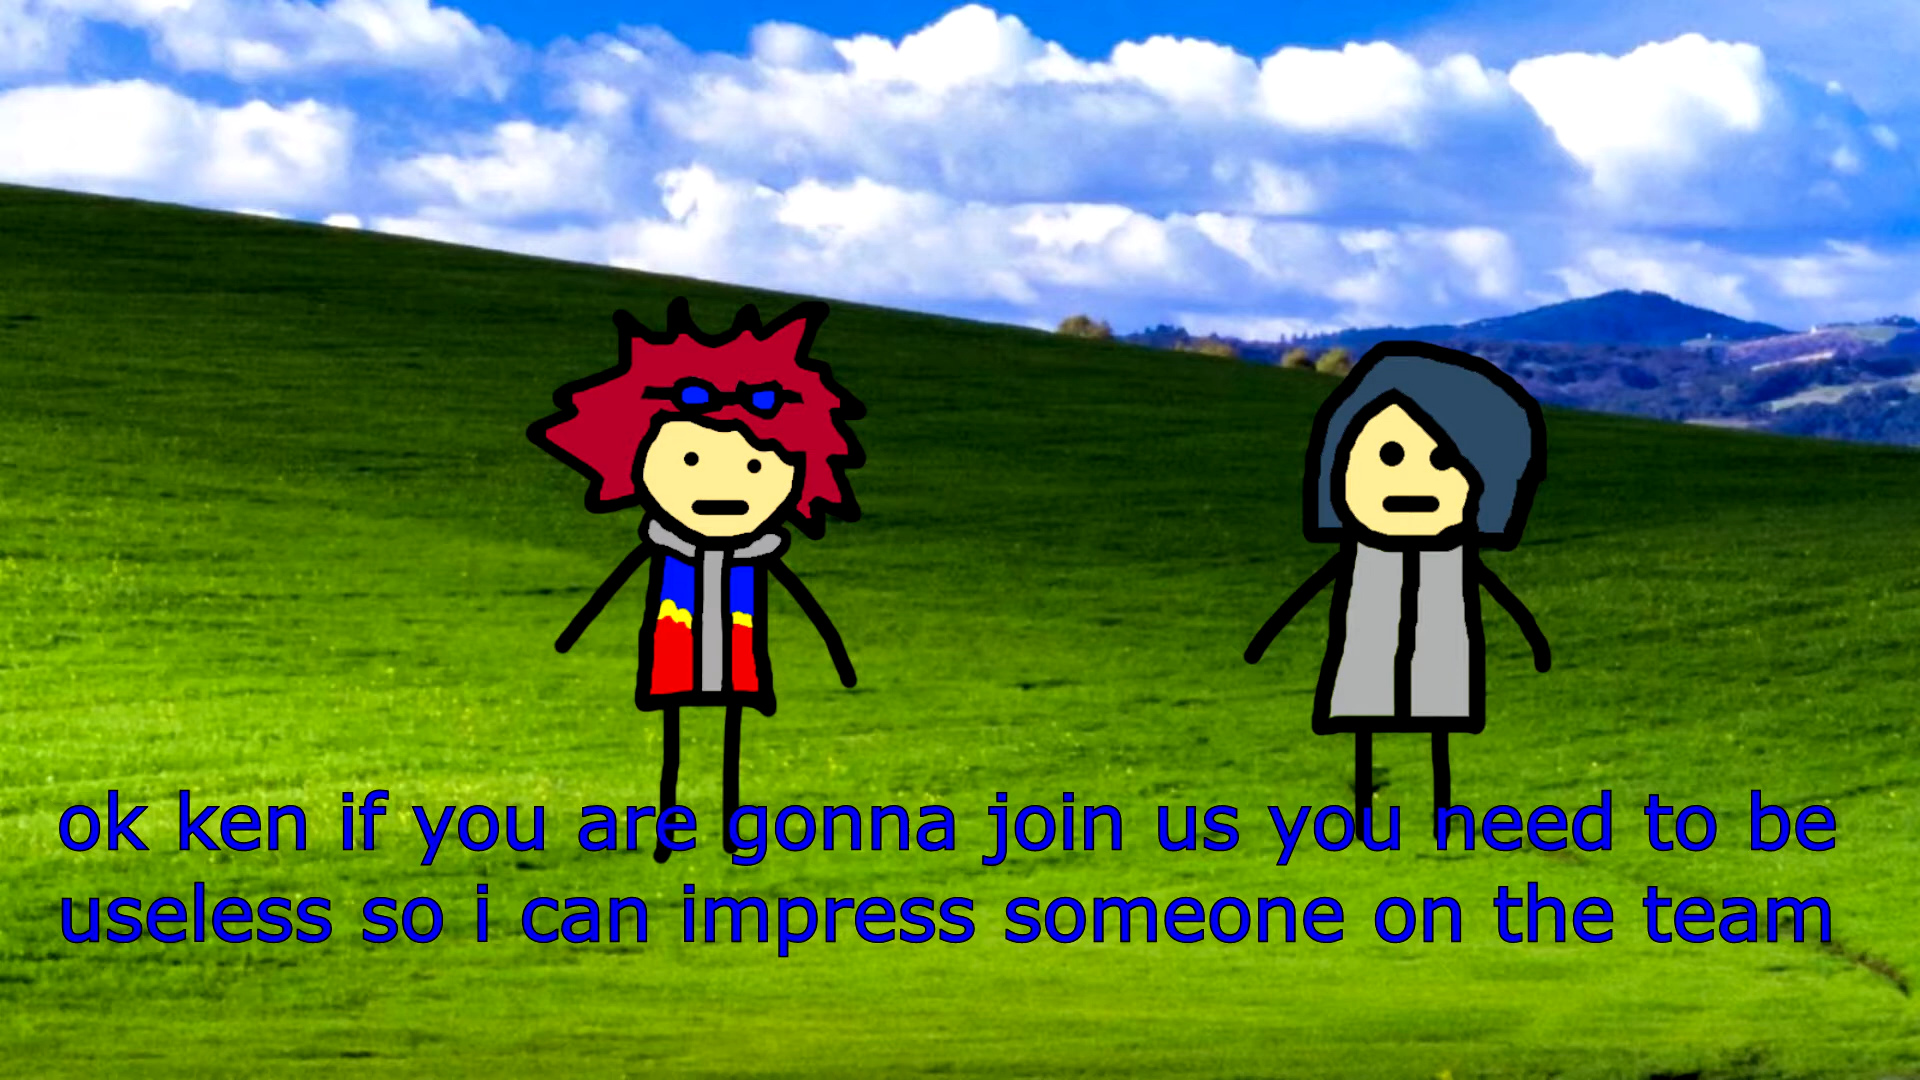 ok ken if you are gonna join us you need to be
useless so i can impress someone on the team